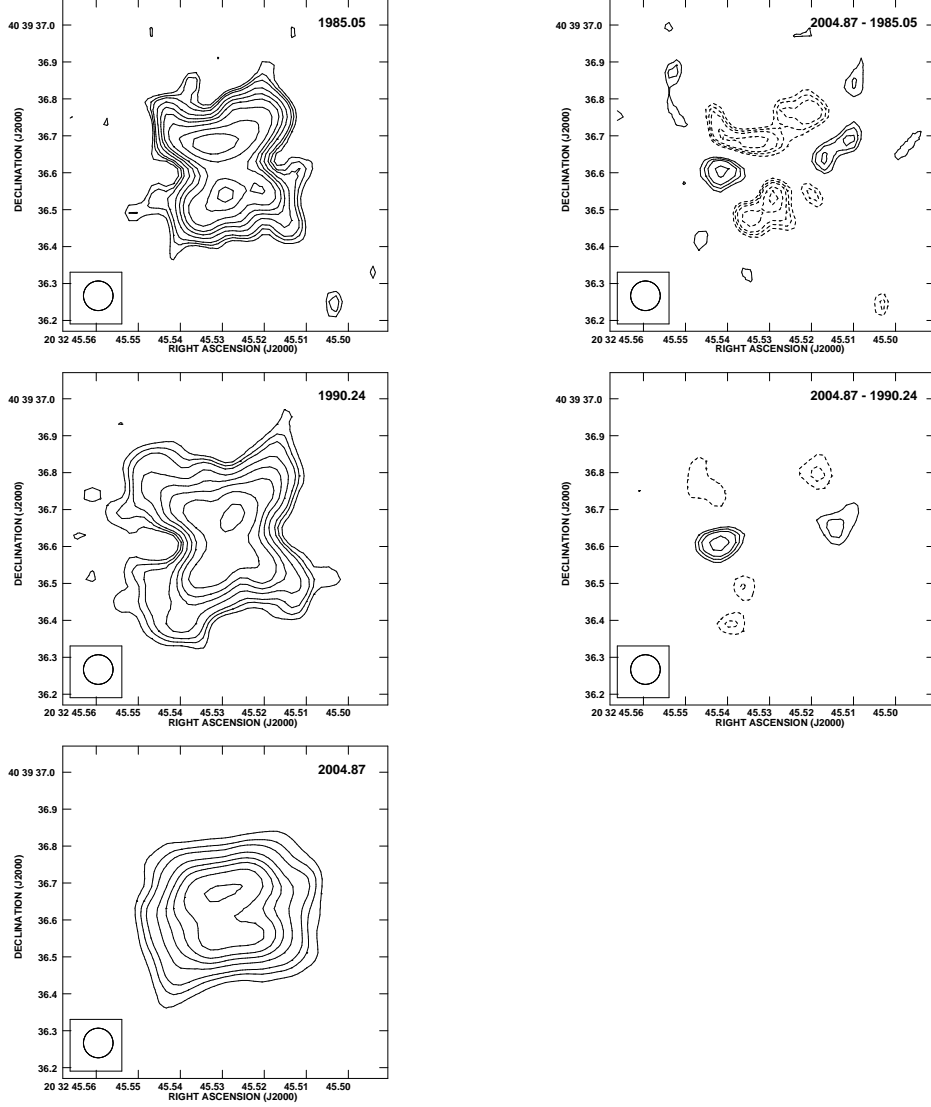 1985.05
40 39 37.0
36.9
36.8
36.7
36.6
36.5
36.4
36.3
36.2
DECLINATION (J2000)
20 32 45.56 45.55 45.54 45.53 45.52 45.51 45.50
RIGHT ASCENSION (J2000)
2004.87 - 1985.05
40 39 37.0
36.9
36.8
36.7
36.6
36.5
36.4
36.3
36.2
DECLINATION (J2000)
20 32 45.56 45.55 45.54 45.53 45.52 45.51 45.50
RIGHT ASCENSION (J2000)
1990.24
40 39 37.0
36.9
36.8
36.7
36.6
36.5
36.4
36.3
36.2
DECLINATION (J2000)
20 32 45.56 45.55 45.54 45.53 45.52 45.51 45.50
RIGHT ASCENSION (J2000)
2004.87 - 1990.24
40 39 37.0
36.9
36.8
36.7
36.6
36.5
36.4
36.3
36.2
DECLINATION (J2000)
20 32 45.56 45.55 45.54 45.53 45.52 45.51 45.50
RIGHT ASCENSION (J2000)
2004.87
40 39 37.0
36.9
36.8
36.7
36.6
36.5
36.4
36.3
36.2
DECLINATION (J2000)
20 32 45.56 45.55 45.54 45.53 45.52 45.51 45.50
RIGHT ASCENSION (J2000)